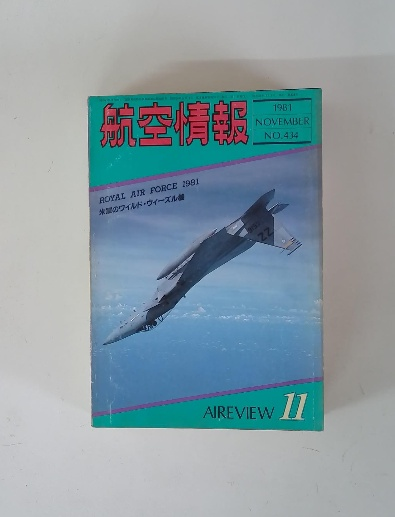 航空情報
1981
NOVEMBER
NO.434
ROYAL AIR FORCE 1981
米軍のワイルド・ウィーズル機
22
AIREVIEW 11